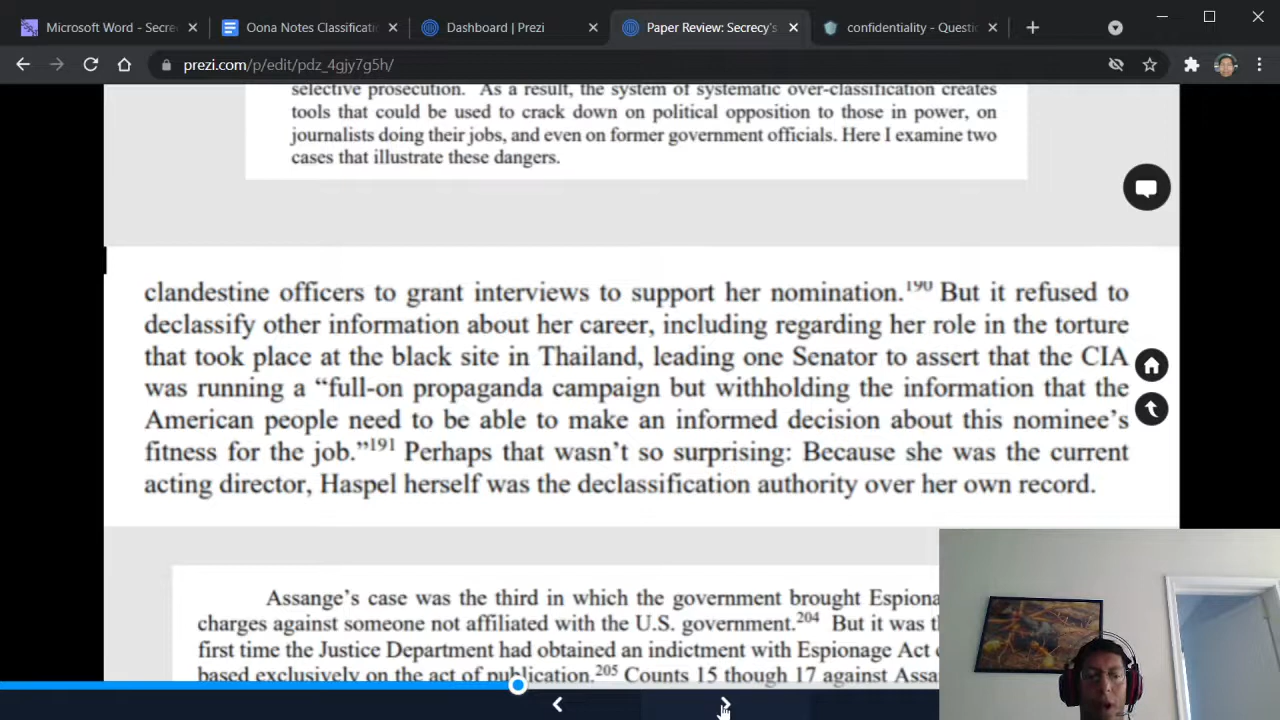 Microsoft Word - Secre
Oona Notes Classificati
Dashboard | Prezi
Paper Review: Secrecy's
confidentiality - Questic
prezi.com/p/edit/pdz_4gjy7g5h/
selective prosecution. As a result, the system of systematic over-classification creates
tools that could be used to crack down on political opposition to those in power, on
journalists doing their jobs, and even on former government officials. Here I examine two
cases that illustrate these dangers.
clandestine officers to grant interviews to support her nomination.190 But it refused to
declassify other information about her career, including regarding her role in the torture
that took place at the black site in Thailand, leading one Senator to assert that the CIA
was running a “full-on propaganda campaign but withholding the information that the
American people need to be able to make an informed decision about this nominee’s
fitness for the job.”191 Perhaps that wasn’t so surprising: Because she was the current
acting director, Haspel herself was the declassification authority over her own record.
Assange’s case was the third in which the government brought Espiona
charges against someone not affiliated with the U.S. government.204 But it was t
first time the Justice Department had obtained an indictment with Espionage Act
based exclusively on the act of publication.205 Counts 15 though 17 against Assa